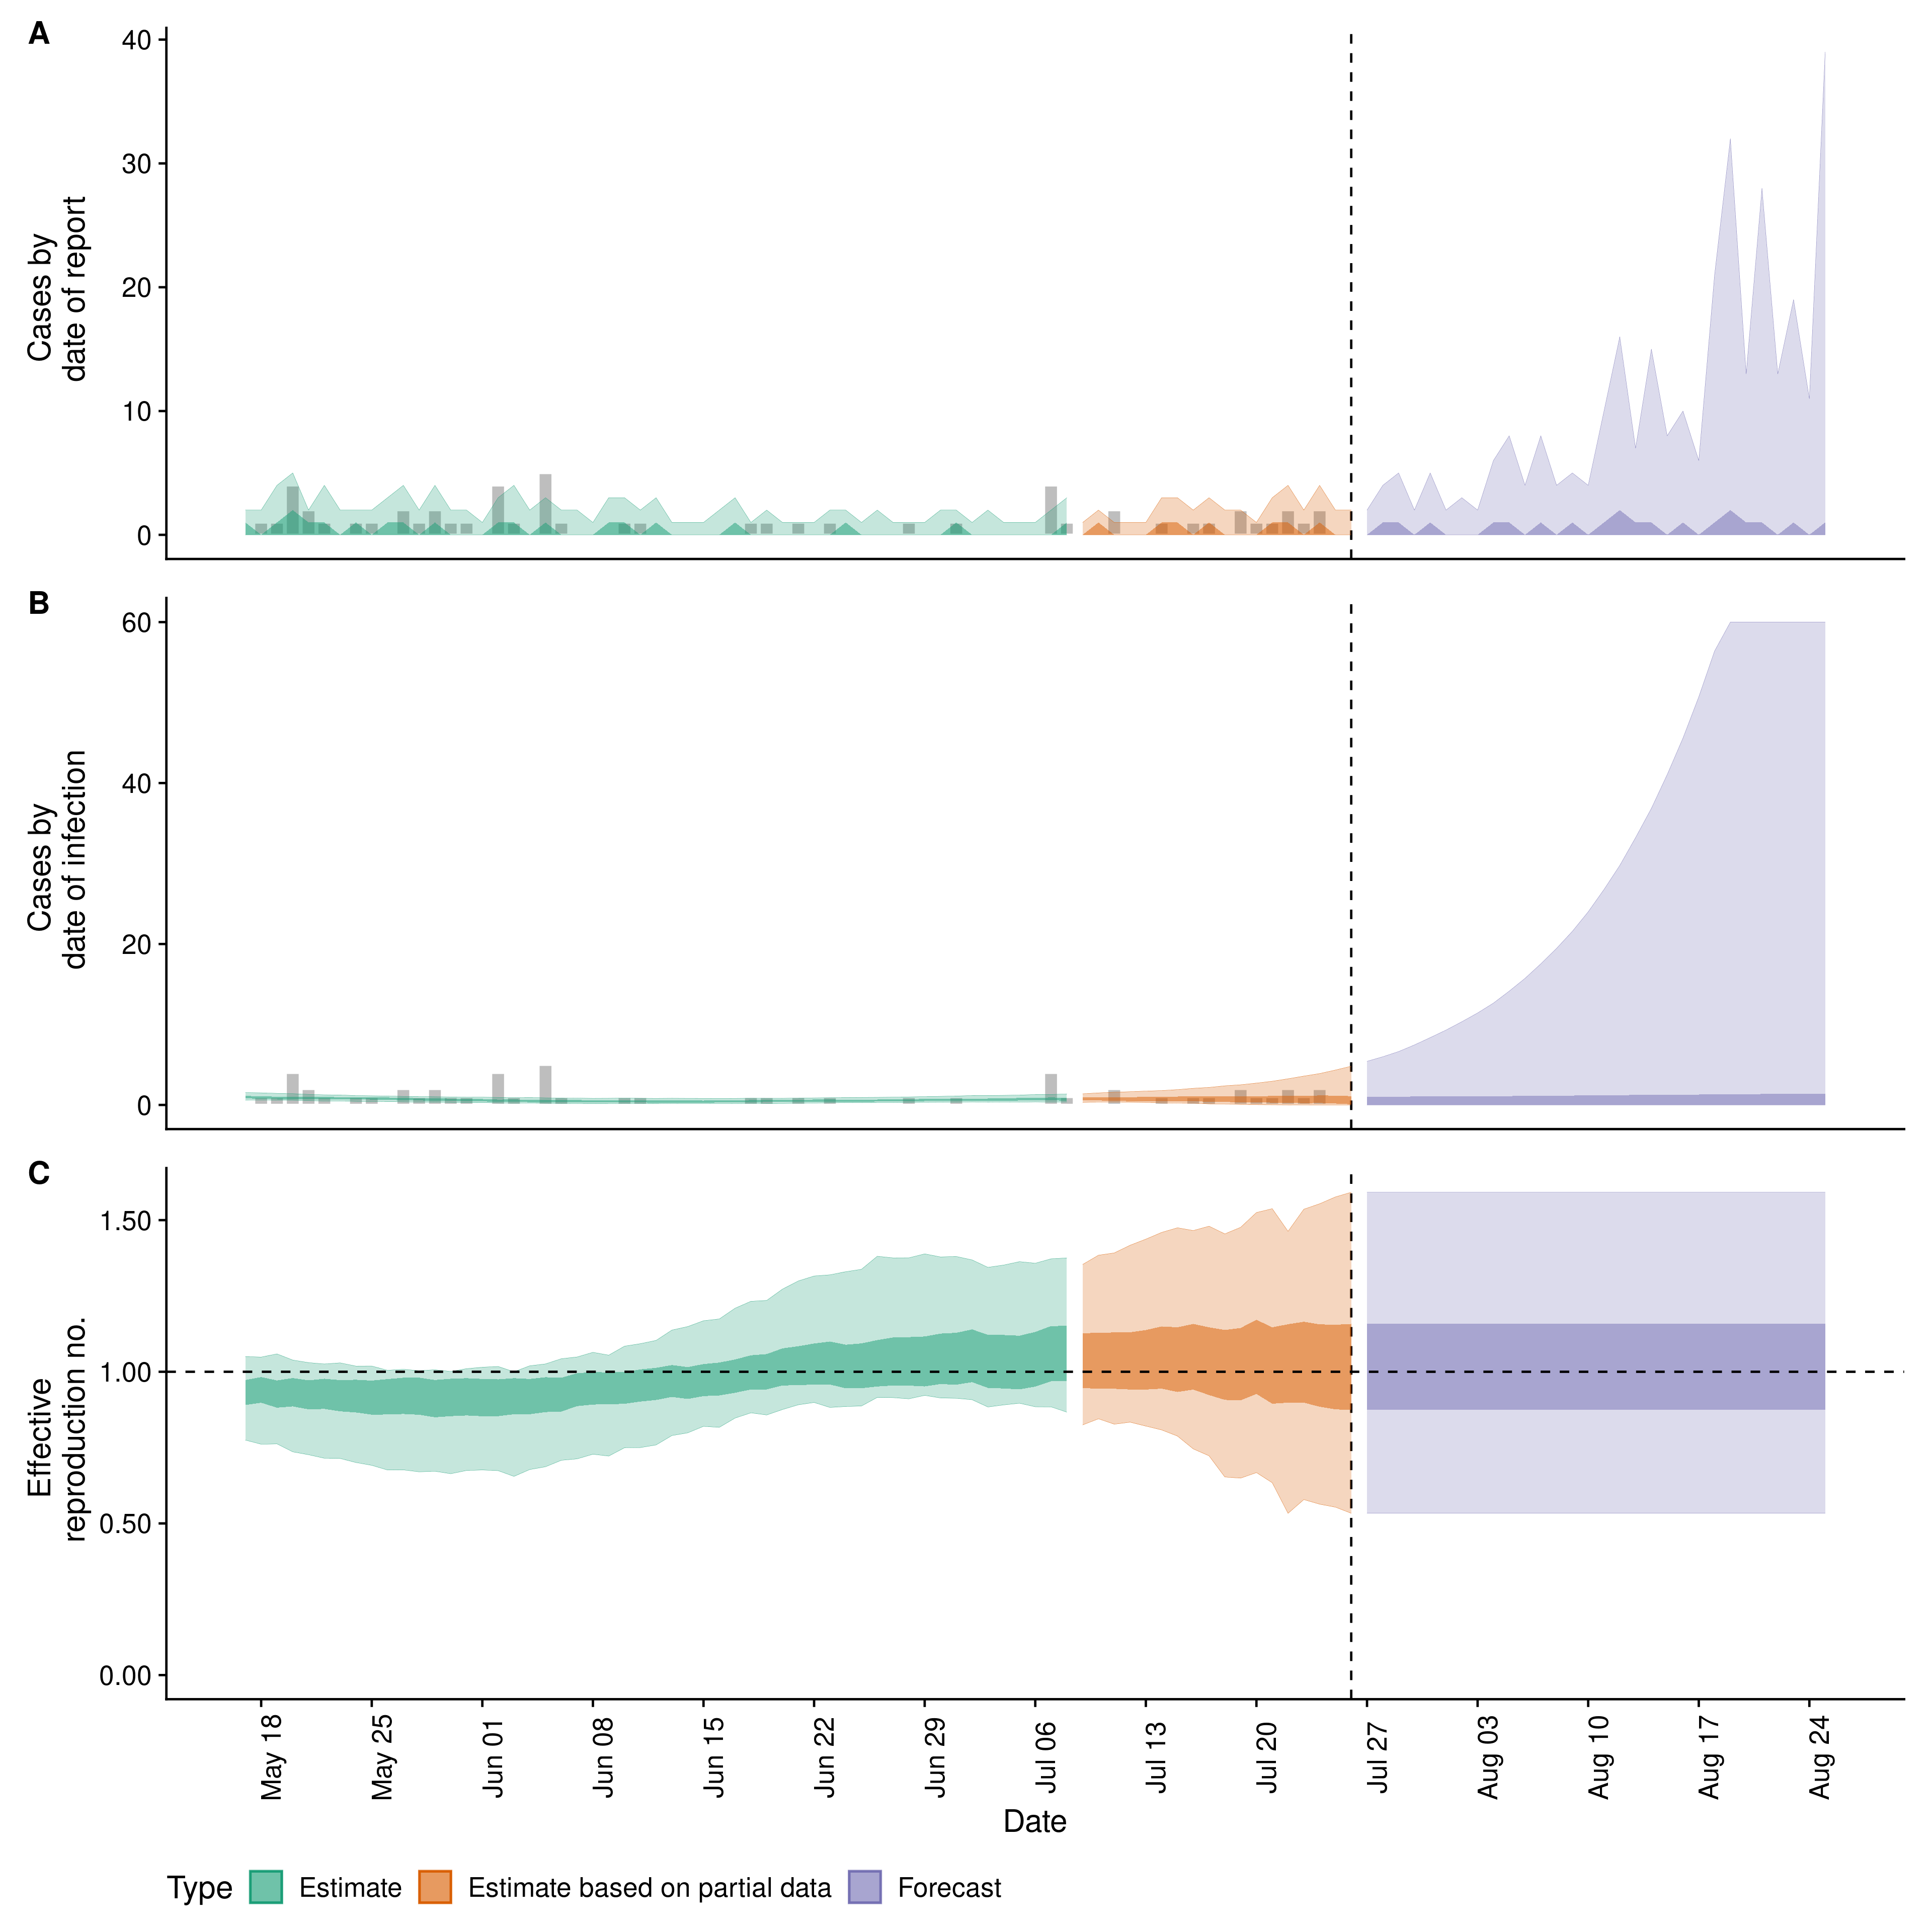 A
40
30
20
10
0
Cases by
date of report
B
60
40
20
0
Cases by
date of infection
C
1.50
1.00
0.50
0.00
Effective
reproduction no.
May 18
May 25
Jun 01
Jun 08
Jun 15
Jun 22
Jun 29
Jul 06
Jul 13
Jul 20
Jul 27
Aug 03
Aug 10
Aug 17
Aug 24
Date
Type Estimate Estimate based on partial data Forecast